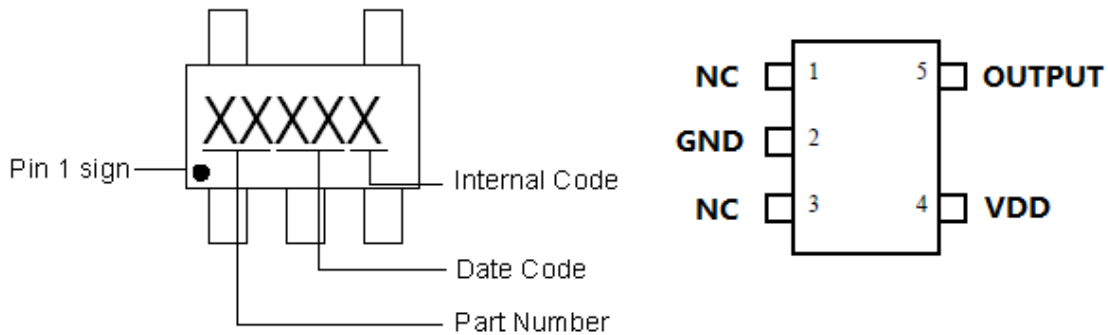 XXXXX
Pin 1 sign
Internal Code
Date Code
Part Number
NC 1 5 OUTPUT
GND 2
NC 3 4 VDD